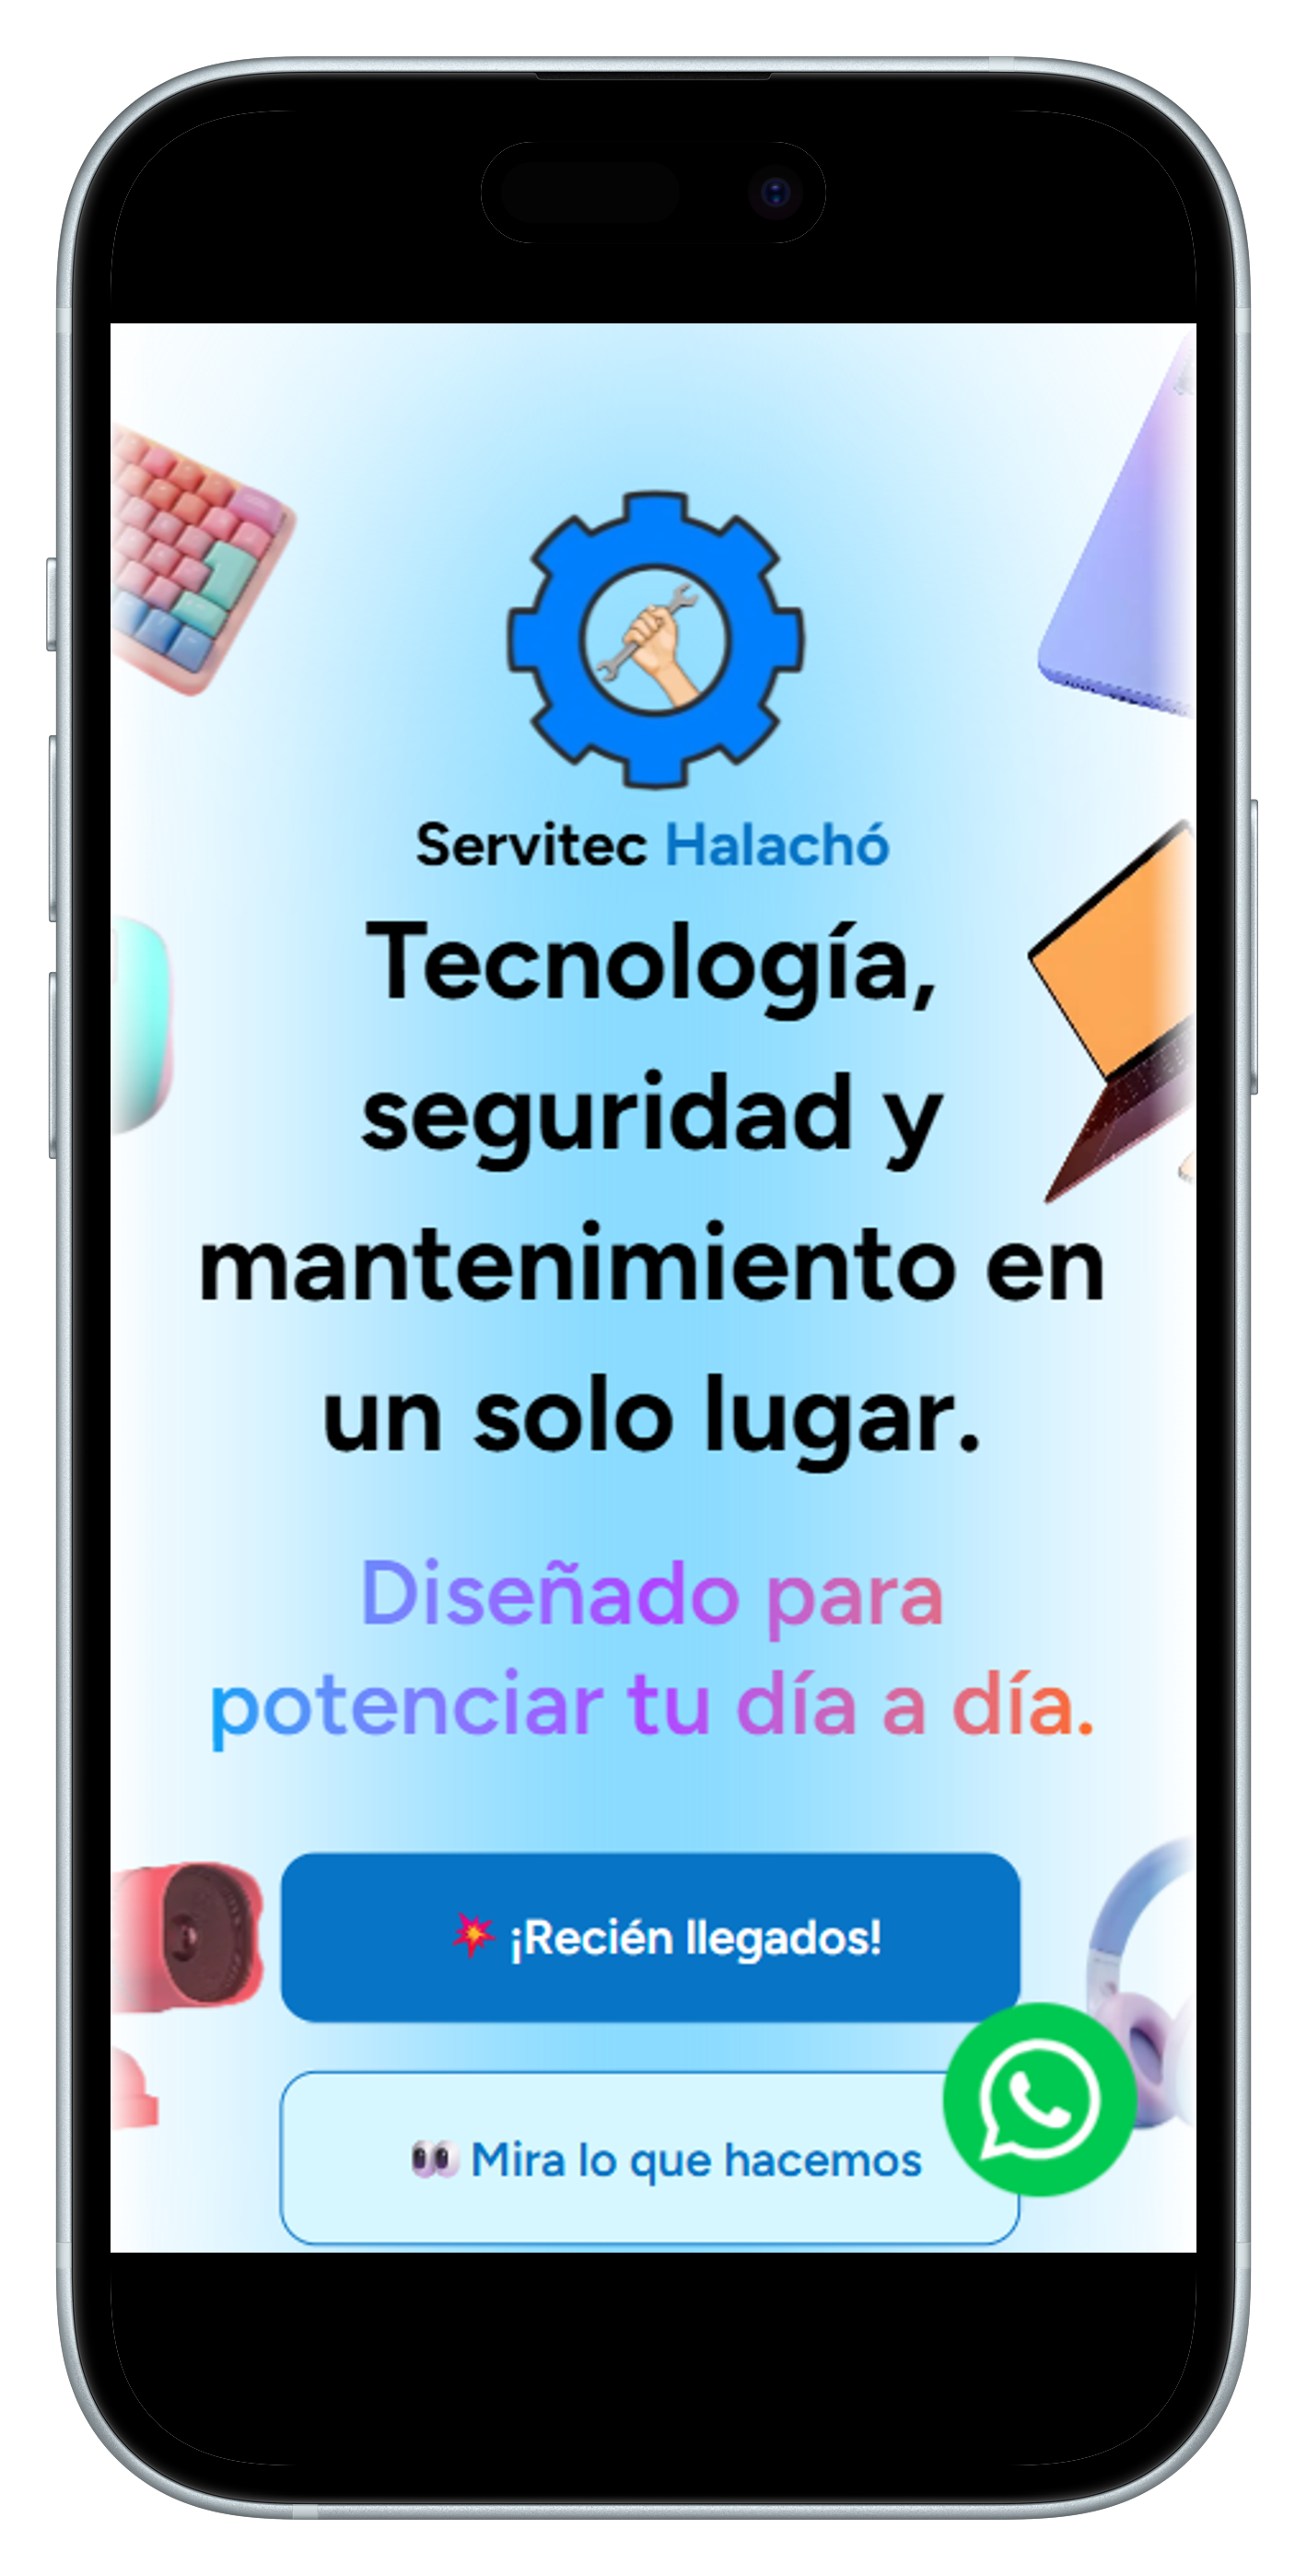 Servitec Halachó
Tecnología,
seguridad y
mantenimiento en
un solo lugar.
Diseñado para
potenciar tu día a día.
💥 ¡Recién llegados!
👀 Mira lo que hacemos